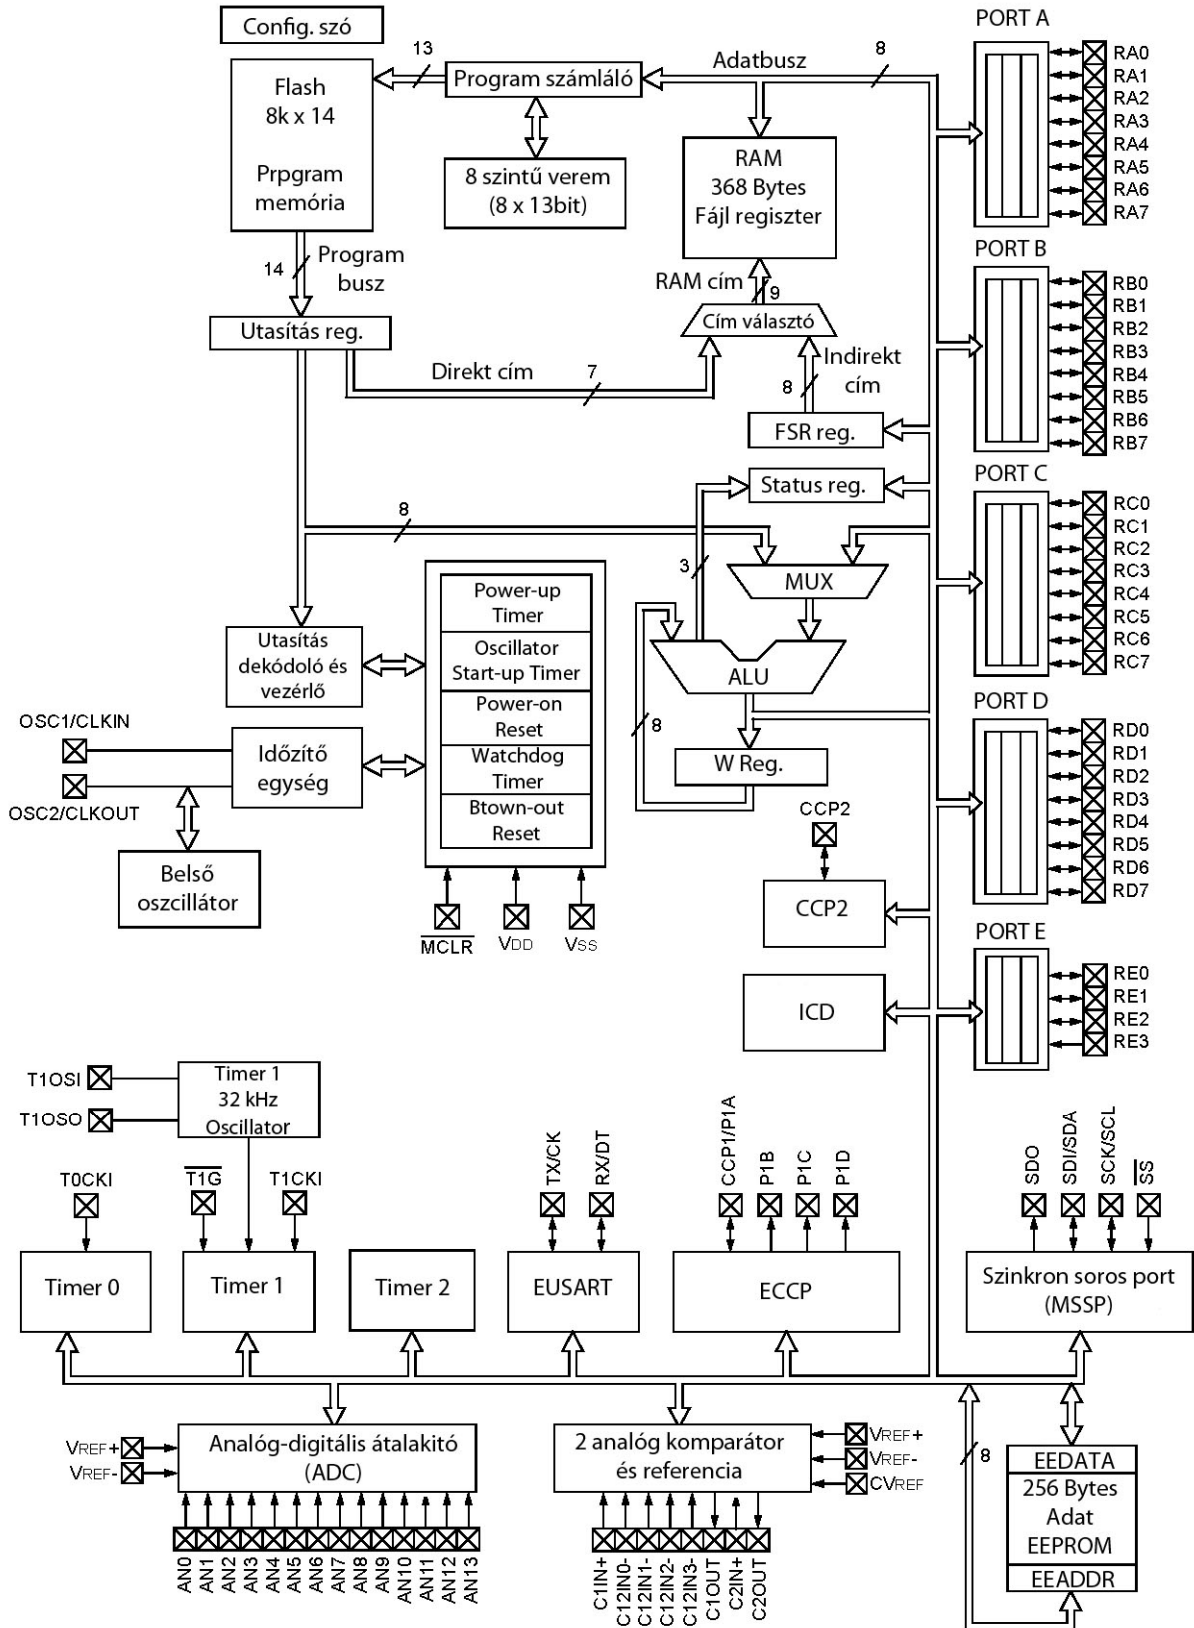 Config. szó
Flash
8k x 14
Prpgram
memória
13
Program számláló
Adatbusz
8
8 szintű verem
(8 x 13bit)
RAM
368 Bytes
Fájl regiszter
14
Program
busz
RAM cím
9
Cím választó
Utasítás reg.
Direkt cím
7
8
Indirekt
cím
FSR reg.
Status reg.
8
3
MUX
ALU
8
W Reg.
Power-up
Timer
Oscillator
Start-up Timer
Power-on
Reset
Watchdog
Timer
Btown-out
Reset
Utasítás
dekódoló és
vezérlő
OSC1/CLKIN
OSC2/CLKOUT
Időzítő
egység
Belső
oszcillátor
MCLR
VDD
VSS
CCP2
CCP2
ICD
PORT A
RA0
RA1
RA2
RA3
RA4
RA5
RA6
RA7
PORT B
RB0
RB1
RB2
RB3
RB4
RB5
RB6
RB7
PORT C
RC0
RC1
RC2
RC3
RC4
RC5
RC6
RC7
PORT D
RD0
RD1
RD2
RD3
RD4
RD5
RD6
RD7
PORT E
RE0
RE1
RE2
RE3
T1OSI
T1OSO
Timer 1
32 kHz
Oscillator
T0CKI
T1G
T1CKI
TX/CK
RX/DT
CCP1/P1A
P1B
P1C
P1D
SDO
SDI/SDA
SCK/SCL
SS
Timer 0
Timer 1
Timer 2
EUSART
ECCP
Szinkron soros port
(MSSP)
VREF+
VREF-
Analóg-digitális átalakitó
(ADC)
2 analóg komparátor
és referencia
VREF+
VREF-
CVREF
AN0
AN1
AN2
AN3
AN4
AN5
AN6
AN7
AN8
AN9
AN10
AN11
AN12
AN13
C1IN+
C12IN0-
C12IN1-
C12IN2-
C12IN3-
C1OUT
C2IN+
C2OUT
8
EEDATA
256 Bytes
Adat
EEPROM
EEADDR